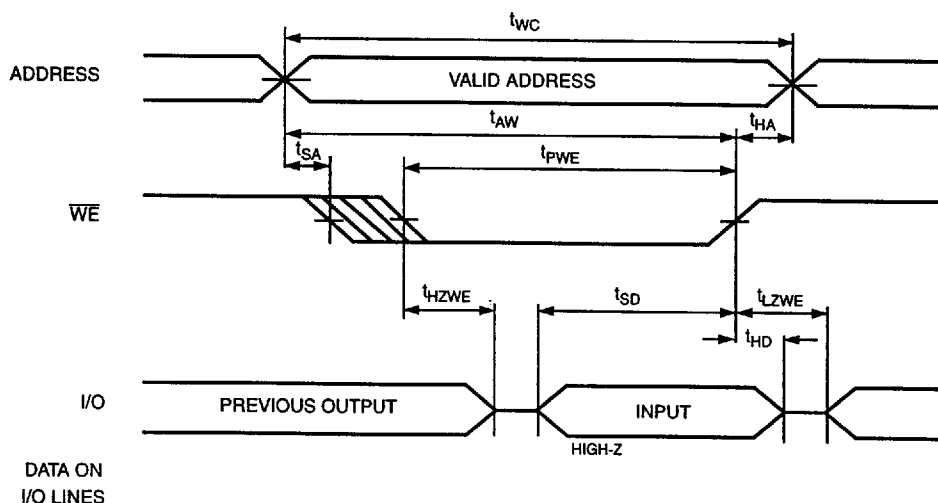 tWC
ADDRESS
VALID ADDRESS
tAW
tHA
tSA
tPWE
WE
tHZWE
tSD
tLZWE
tHD
I/O
PREVIOUS OUTPUT
INPUT
HIGH-Z
DATA ON
I/O LINES